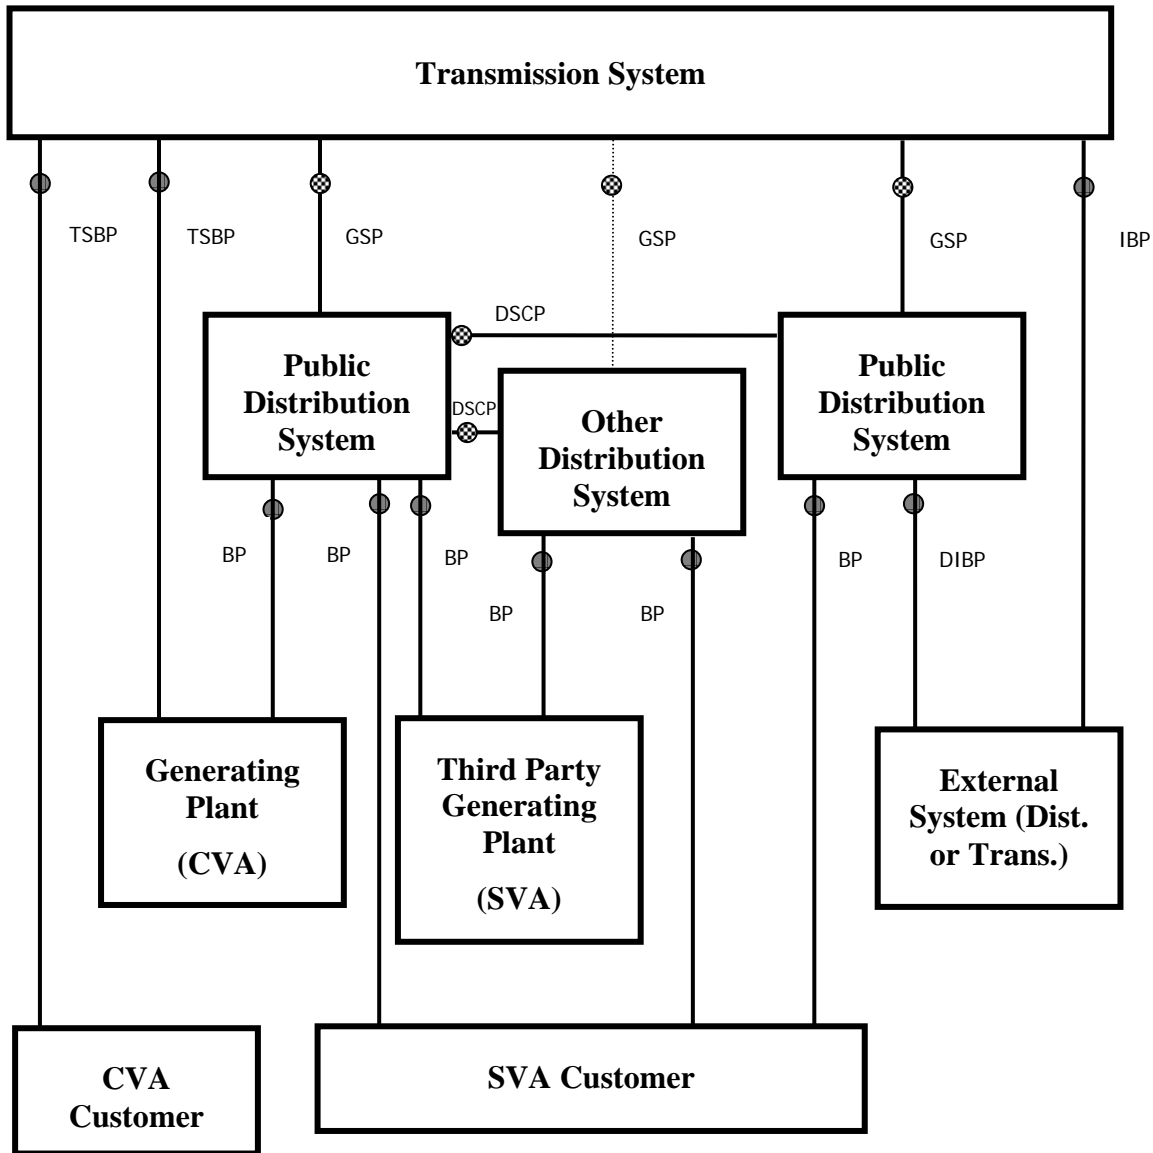 Transmission System
TSBP
TSBP
GSP
GSP
GSP
IBP
DSCP
Public
Distribution
System
DSCP
Other
Distribution
System
Public
Distribution
System
BP
BP
BP
BP
BP
BP
DIBP
Generating
Plant
(CVA)
Third Party
Generating
Plant
(SVA)
External
System (Dist.
or Trans.)
CVA
Customer
SVA Customer